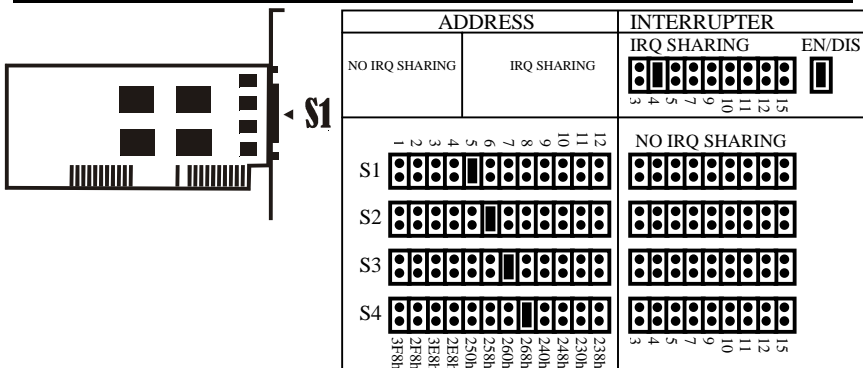 ADDRESS INTERRUPTER
NO IRQ SHARING IRQ SHARING IRQ SHARING EN/DIS
3 4 5 7 9 10 11 12 15
S1
1 2 3 4 5 6 7 8 9 10 11 12 NO IRQ SHARING
S1
S2
S3
S4
3F8h 2F8h 3E8h 2E8h 250h 258h 260h 268h 240h 248h 230h 238h 3 4 5 7 9 10 11 12 15